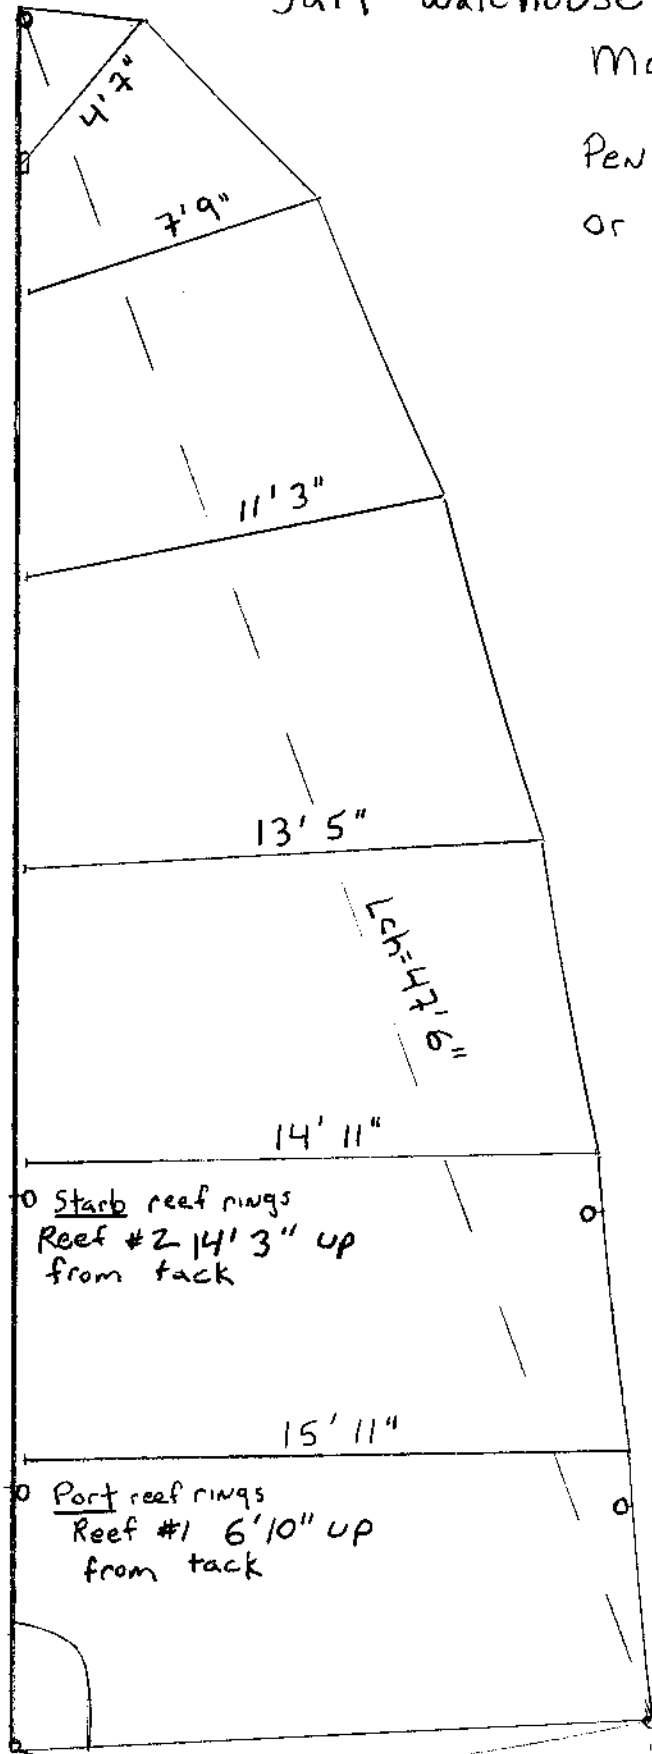 warehouse
4'7"
Pen
or
7'9"
11' 3"
13' 5"
Lch=47'6"
14' 11"
Starb reef rings
Reef #2 14' 3" up
from tack
15' 11"
Port reef rings
Reef #1 6'10" up
from tack